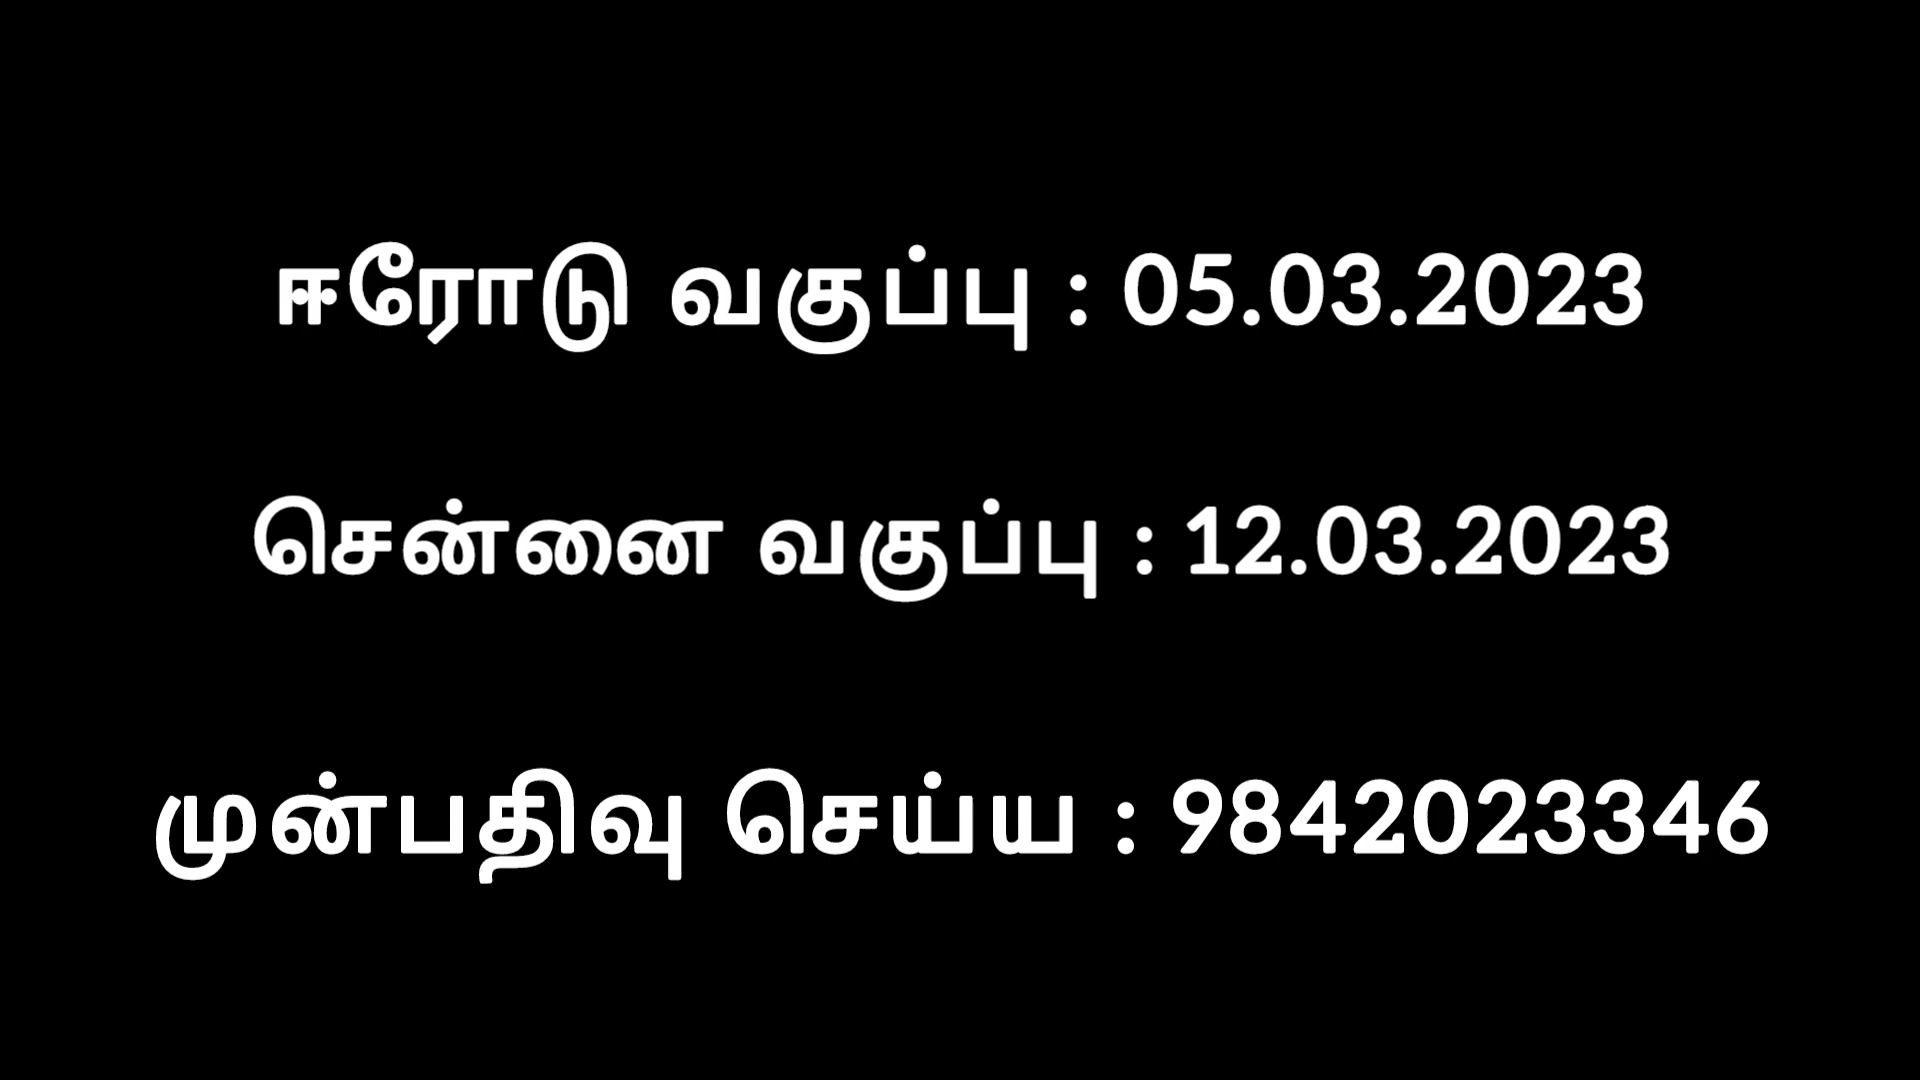 ஈரோடு வகுப்பு : 05.03.2023
சென்னை வகுப்பு : 12.03.2023
முன்பதிவு செய்ய : 9842023346